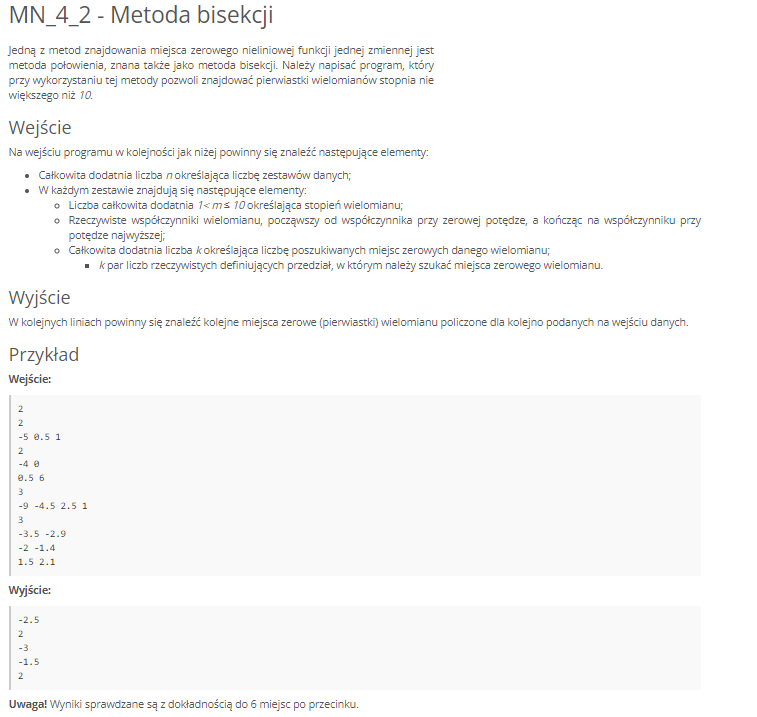 MN_4_2 - Metoda bisekcji
Jedną z metod znajdowania miejsca zerowego nieliniowej funkcji jednej zmiennej jest
metoda połowienia, znana także jako metoda bisekcji. Należy napisać program, który
przy wykorzystaniu tej metody pozwoli znajdować pierwiastki wielomianów stopnia nie
większego niż 10.
Wejście
Na wejściu programu w kolejności jak niżej powinny się znaleźć następujące elementy:
Całkowita dodatnia liczba n określająca liczbę zestawów danych;
W każdym zestawie znajdują się następujące elementy:
Liczba całkowita dodatnia 1< m ≤ 10 określająca stopień wielomianu;
Rzeczywiste współczynniki wielomianu, począwszy od współczynnika przy zerowej potędze, a kończąc na współczynniku przy
potędze najwyższej;
Całkowita dodatnia liczba k określająca liczbę poszukiwanych miejsc zerowych danego wielomianu;
k par liczb rzeczywistych definiujących przedział, w którym należy szukać miejsca zerowego wielomianu.
Wyjście
W kolejnych liniach powinny się znaleźć kolejne miejsca zerowe (pierwiastki) wielomianu policzone dla kolejno podanych na wejściu danych.
Przykład
Wejście:
2
2
-5 0.5 1
2
-4 0
0.5 6
3
-9 -4.5 2.5 1
3
-3.5 -2.9
-2 -1.4
1.5 2.1
Wyjście:
-2.5
2
-3
-1.5
2
Uwaga! Wyniki sprawdzane są z dokładnością do 6 miejsc po przecinku.